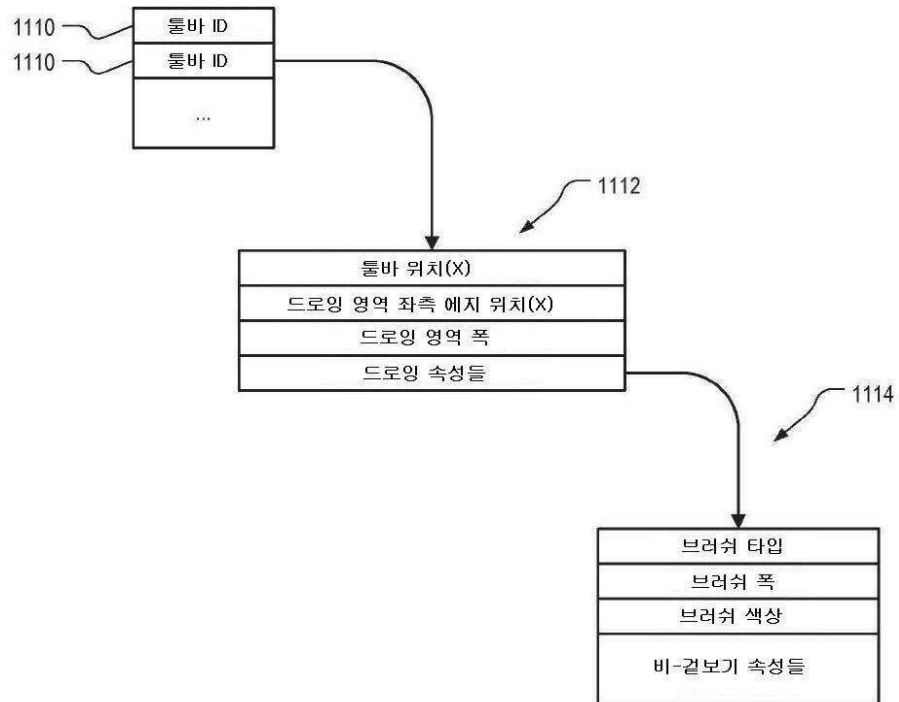 1110
툴바 ID
1110
툴바 ID
...
1112
툴바 위치(X)
드로잉 영역 좌측 에지 위치(X)
드로잉 영역 폭
드로잉 속성들
1114
브러쉬 타입
브러쉬 폭
브러쉬 색상
비-겉보기 속성들